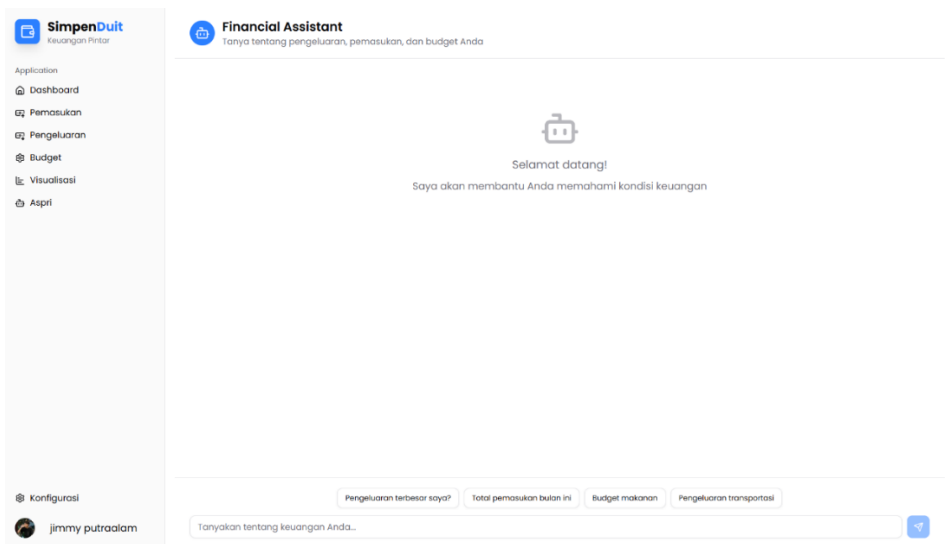 SimpenDuit
Keuangan Pintar
Application
Dashboard
Pemasukan
Pengeluaran
Budget
Visualisasi
Aspri
Konfigurasi
jimmy putraalam
Financial Assistant
Tanya tentang pengeluaran, pemasukan, dan budget Anda
Selamat datang!
Saya akan membantu Anda memahami kondisi keuangan
Pengeluaran terbesar saya?
Total pemasukan bulan ini
Budget makanan
Pengeluaran transportasi
Tanyakan tentang keuangan Anda...